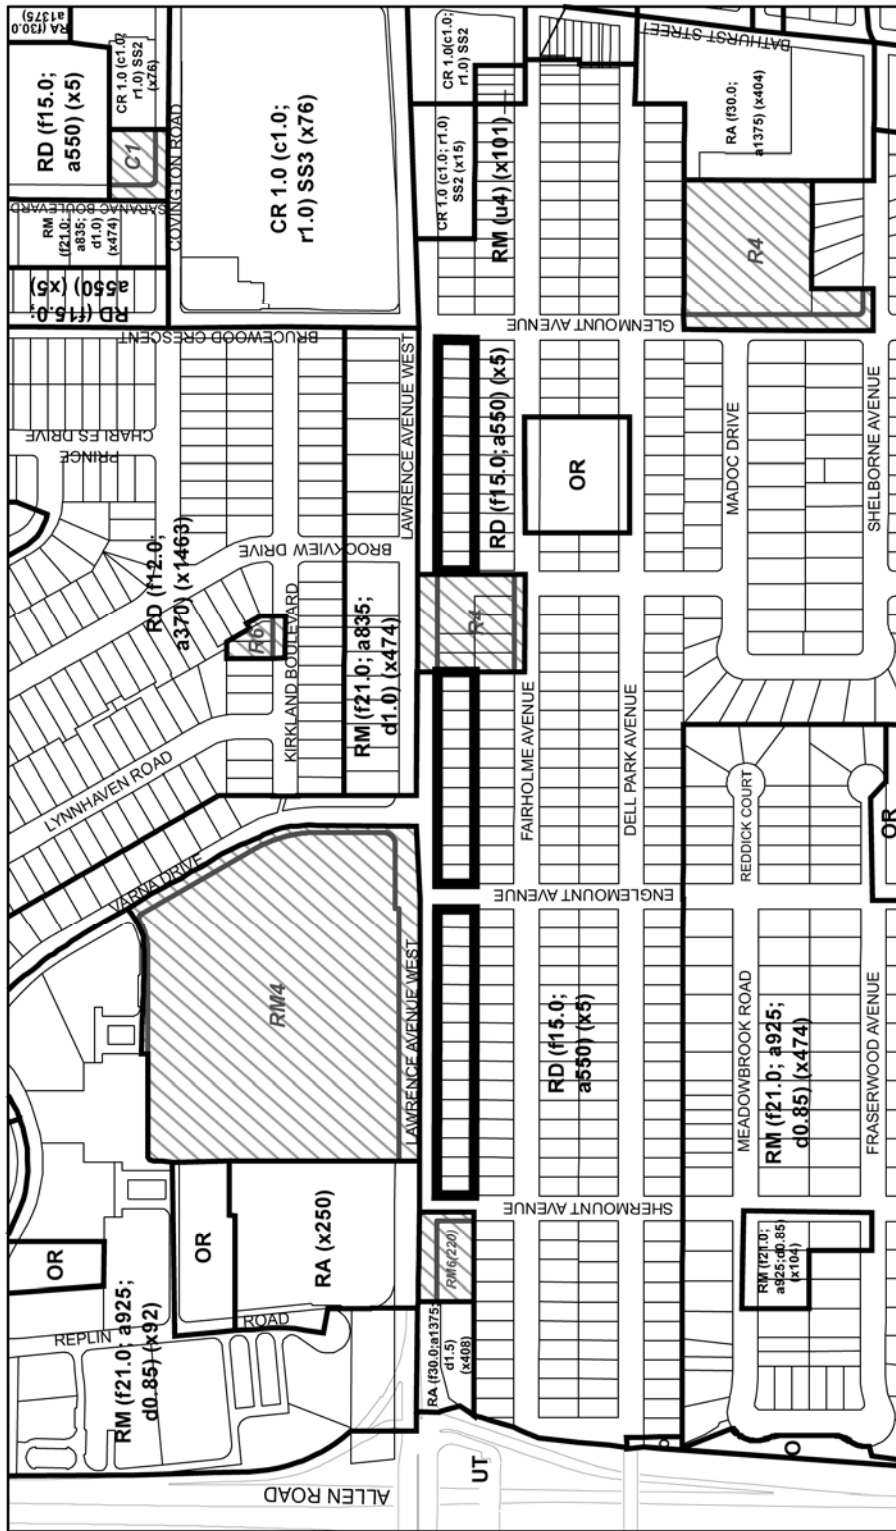 RA (f30.0
a1375)
RD (f15.0;
a550) (x5)
CR 1.0 (c1.0;
r1.0) SS2
(x76)
C1
COVINGTON ROAD
SARANAC BOULEVARD
RM
(f21.0;
a835;
d1.0)
(x474)
RD (f15.0;
a550) (x5)
CR 1.0 (c1.0;
r1.0) SS3 (x76)
CR 1.0(c1.0;
r1.0) SS2
CR 1.0 (c1.0; r1.0)
SS2 (x15)
RM (u4) (x101)
BATHURST STREET
RA (f30.0;
a1375) (x404)
R4
BRUCEWOOD CRESCENT
GLENMOUNT AVENUE
PRINCE
CHARLES DRIVE
LAWRENCE AVENUE WEST
RD (f15.0;a550) (x5)
OR
MADOC DRIVE
SHELBORNE AVENUE
BROCKVIEW DRIVE
RD (f12.0;
a370) (x1463)
R6
KIRKLAND BOULEVARD
RM (f21.0; a835;
d1.0) (x474)
R4
LYNNHAVEN ROAD
FAIRHOLME AVENUE
DELL PARK AVENUE
REDDICK COURT
OR
VARNA DRIVE
ENGLEMOUNT AVENUE
RM4
LAWRENCE AVENUE WEST
RD (f15.0;
a550) (x5)
MEADOWBROOK ROAD
RM (f21.0; a925;
d0.85) (x474)
FRASERWOOD AVENUE
SHERMOUNT AVENUE
OR
OR
RA (x250)
RM6(220)
RM (f21.0;
a925;d0.85)
(x104)
REPLIN
ROAD
RM (f21.0; a925;
d0.85) (x92)
RA (f30.0;a1375;
d1.5)
(x408)
UT
O
O
ALLEN ROAD